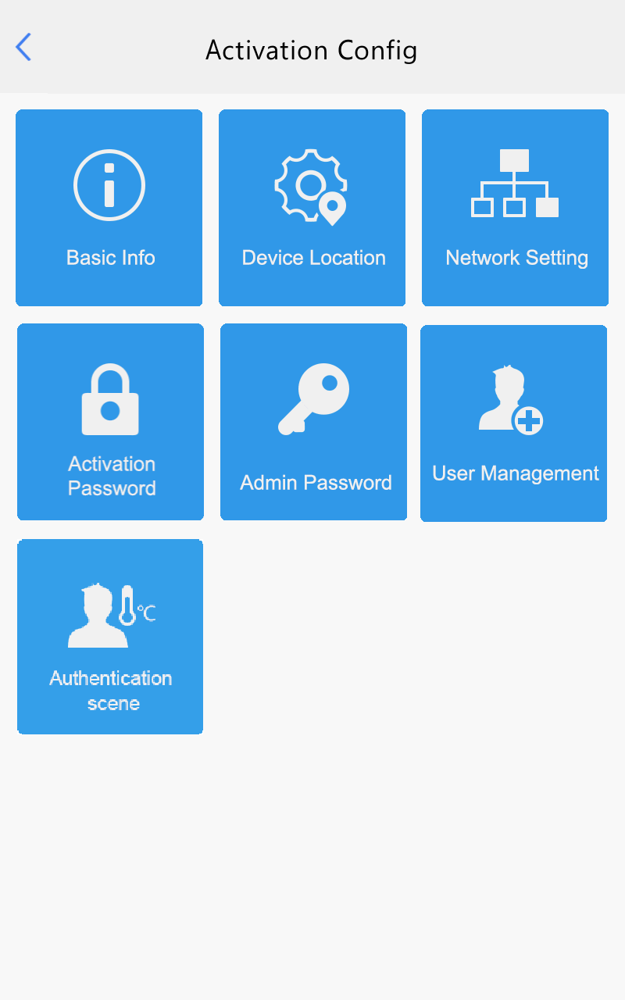 Activation Config
Basic Info
Device Location
Network Setting
Activation
Password
Admin Password
User Management
°C
Authentication
scene